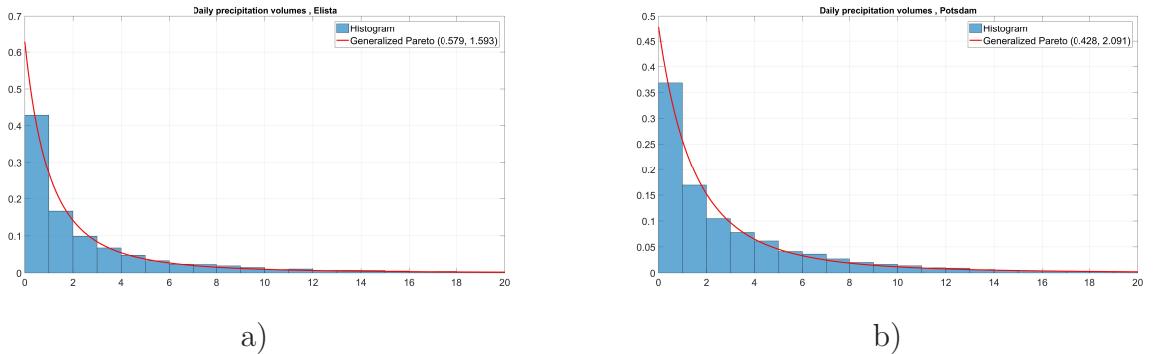 Daily precipitation volumes , Elista
0.7
0.6
0.5
0.4
0.3
0.2
0.1
0
0 2 4 6 8 10 12 14 16 18 20
Histogram
Generalized Pareto (0.579, 1.593)
a)
Daily precipitation volumes , Potsdam
0.5
0.45
0.4
0.35
0.3
0.25
0.2
0.15
0.1
0.05
0
0 2 4 6 8 10 12 14 16 18 20
Histogram
Generalized Pareto (0.428, 2.091)
b)